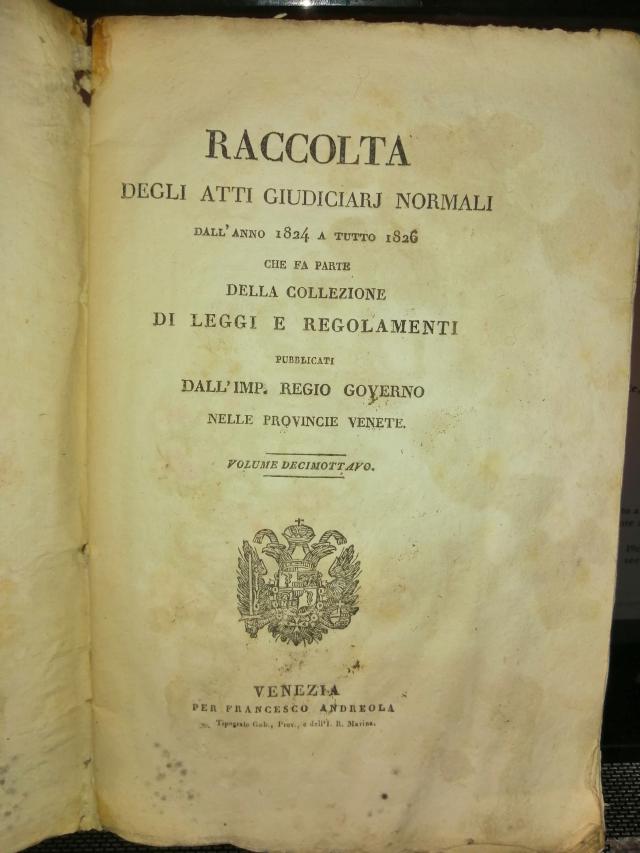 RACCOLTA
DEGLI ATTI GIUDICIARJ NORMALI
DALL'ANNO 1824 A TUTTO 1826
CHE FA PARTE
DELLA COLLEZIONE
DI LEGGI E REGOLAMENTI
PUBBLICATI
DALL'IMP. REGIO GOVERNO
NELLE PROVINCIE VENETE.
VOLUME DECIMOTTAVO.
VENEZIA
PER FRANCESCO ANDREOLA
Tipografo Gub., Prov., e dell'I. R. Marina.